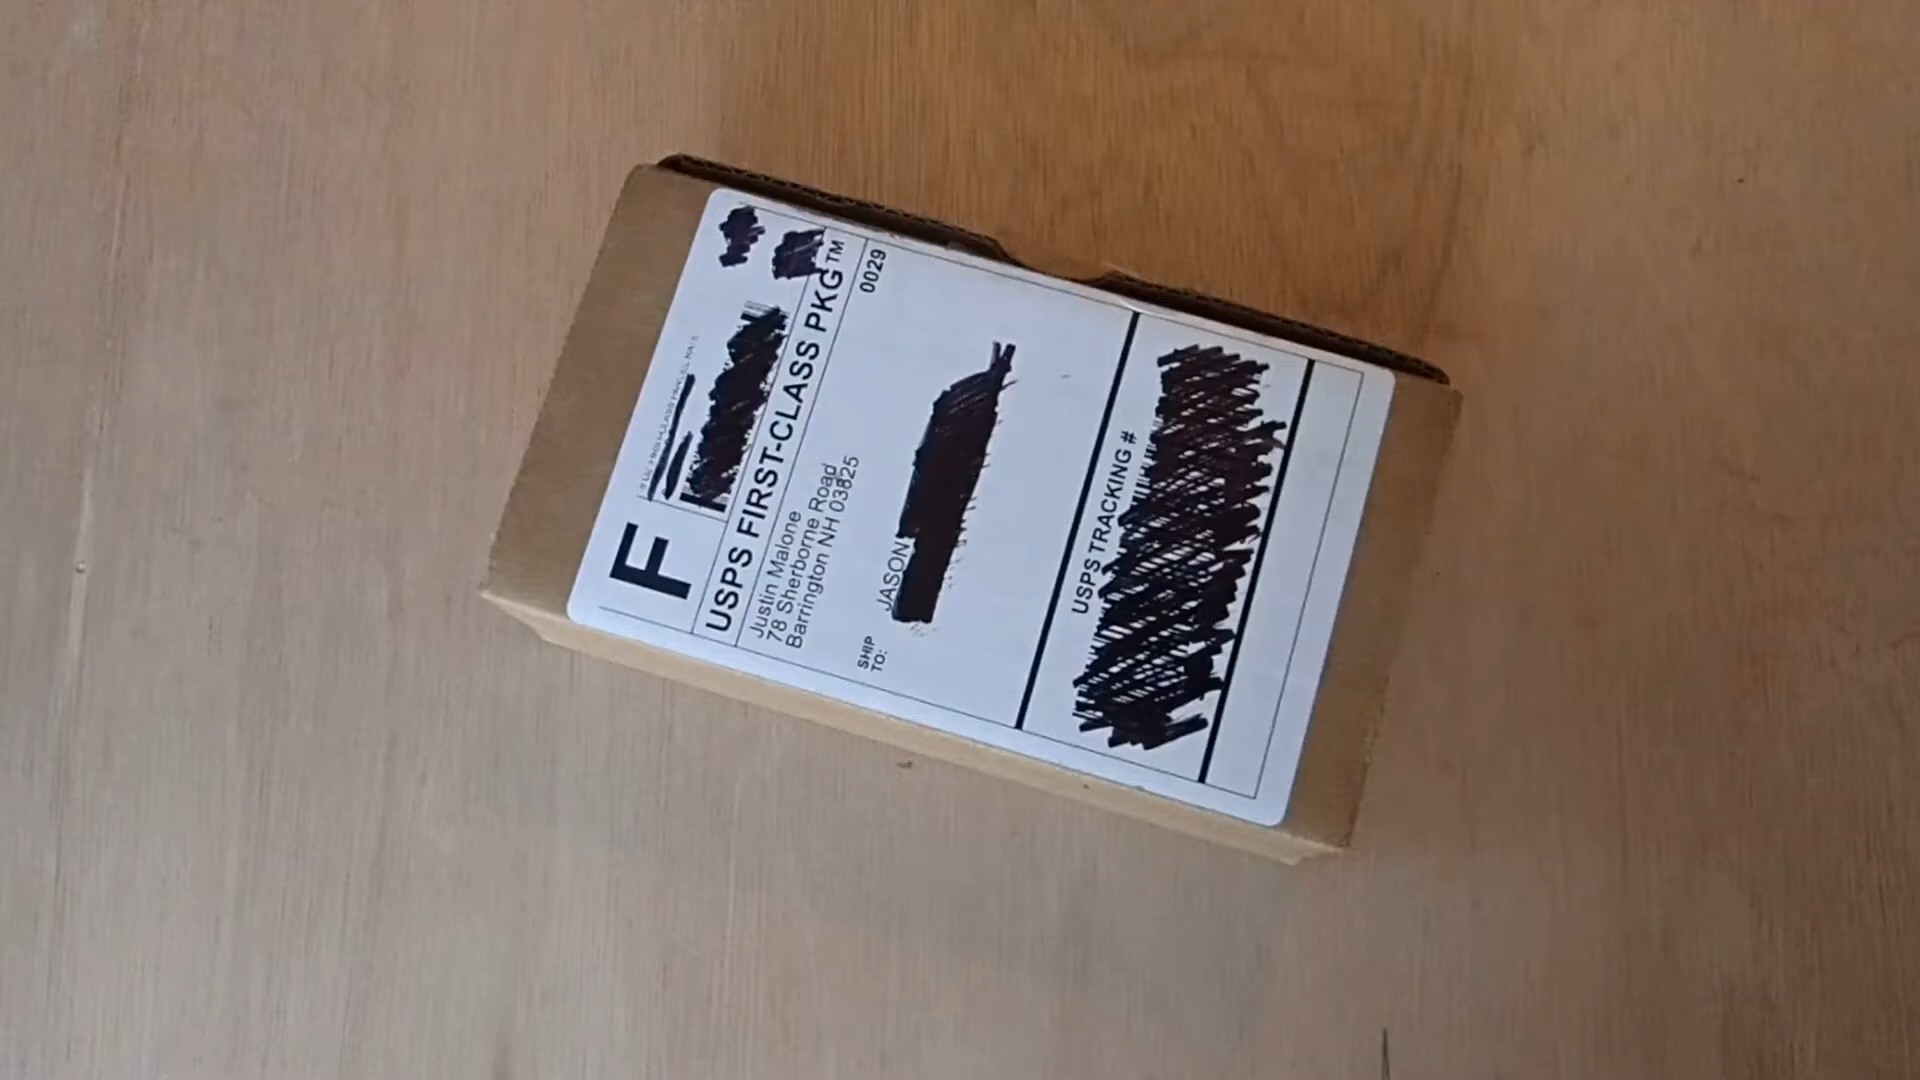 F
USPS FIRST-CLASS PKG™
Justin Malone
78 Sherborne Road
Barrington NH 03825
0029
SHIP
TO:
JASON
USPS TRACKING #